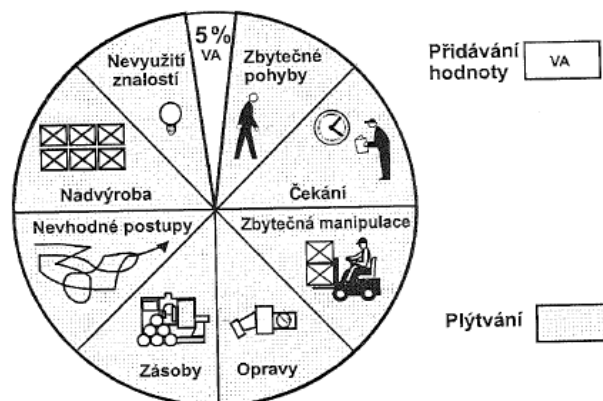 5%
VA
Nevyužití
znalostí
Zbytečné
pohyby
Přidávání
hodnoty
VA
Nadvýroba
Čekání
Nevhodné postupy
Zbytečná manipulace
Zásoby
Opravy
Plýtvání